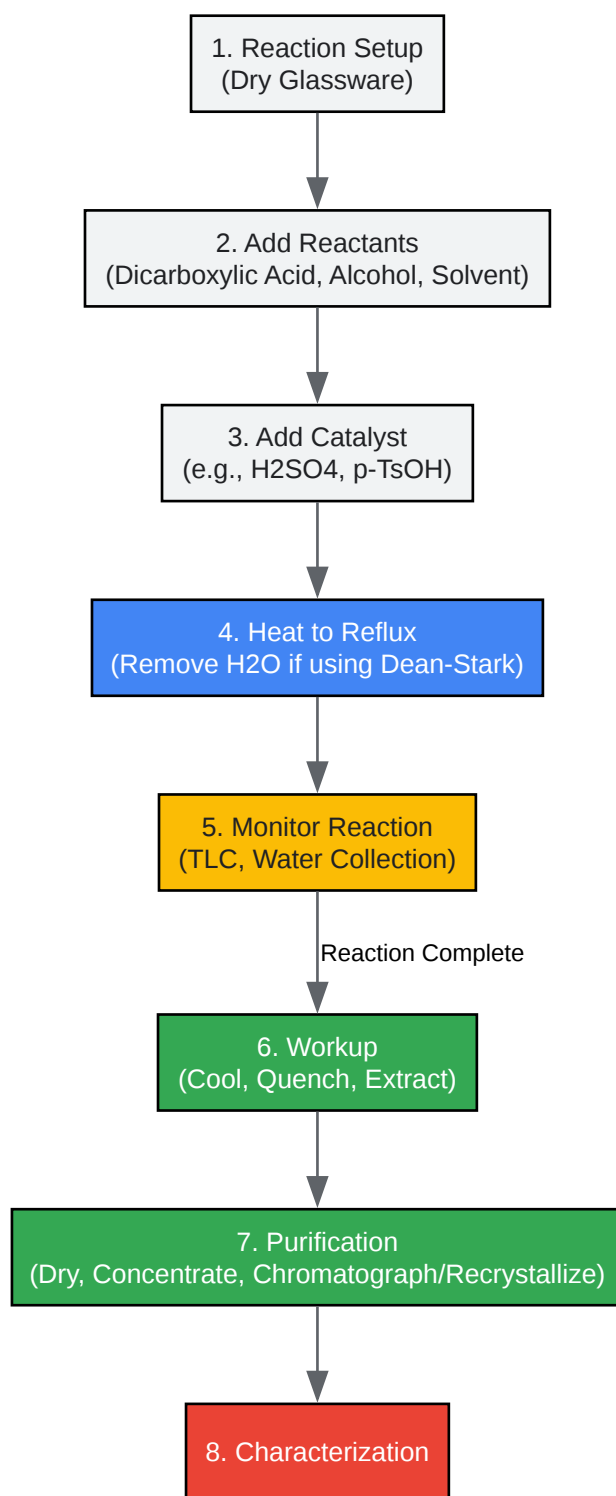 1. Reaction Setup
(Dry Glassware)
2. Add Reactants
(Dicarboxylic Acid, Alcohol, Solvent)
3. Add Catalyst
(e.g., H2SO4, p-TsOH)
4. Heat to Reflux
(Remove H2O if using Dean-Stark)
5. Monitor Reaction
(TLC, Water Collection)
Reaction Complete
6. Workup
(Cool, Quench, Extract)
7. Purification
(Dry, Concentrate, Chromatograph/Recrystallize)
8. Characterization